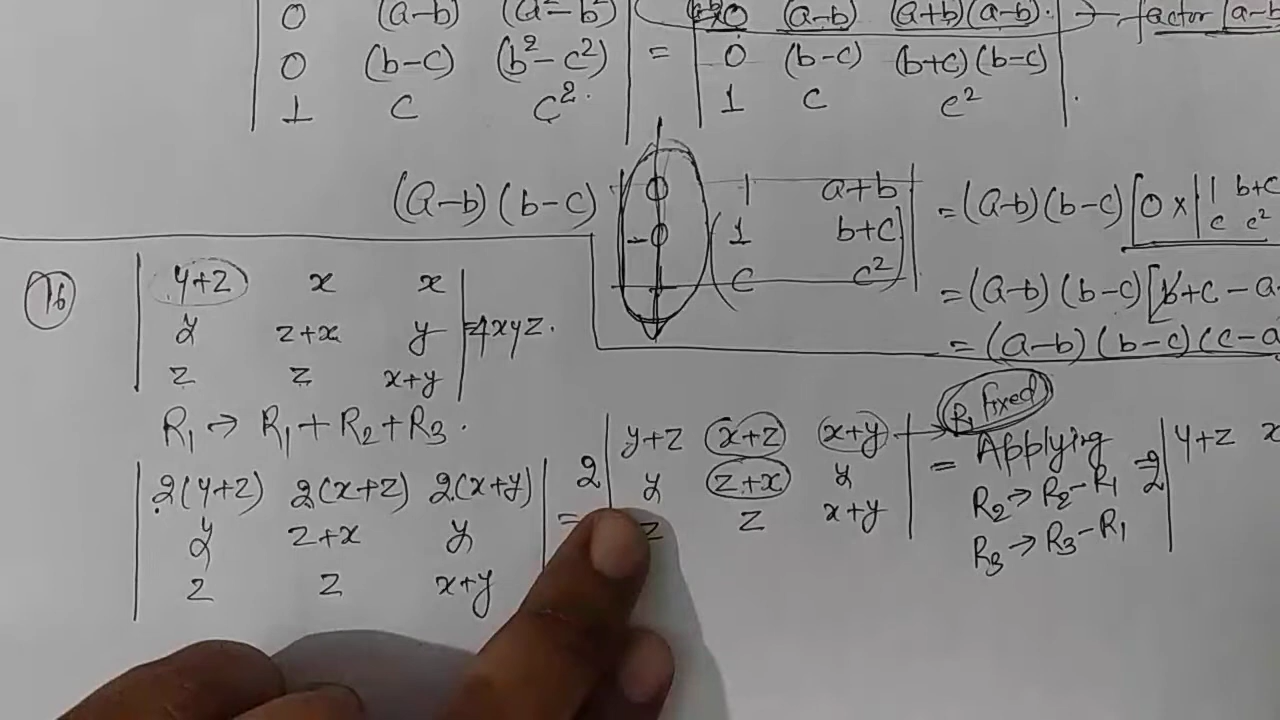 0 (a-b) (a²-b²) 0 (a-b) (a+b)(a-b). → factor (a-b
0 (b-c) (b²-c²) = 0 (b-c) (b+c)(b-c)
1 c c². 1 c c² .
(a-b)(b-c) 0 1 a+b = (a-b)(b-c)[0×| 1 b+c
0 1 b+c c c²
c c² = (a-b)(b-c)[b+c-a
= (a-b)(b-c)(c-a
16 y+z x x
y z+x y =4xyz.
z z x+y
R₁→ R₁+R₂+R₃.
2(y+z) 2(x+z) 2(x+y)
y z+x y
z z x+y
= 2 y+z (x+z) (x+y) → R₁ fixed
y z+x y
z z x+y
= Applying
R₂→R₂-R₁
R₃→R₃-R₁
=2 y+z x